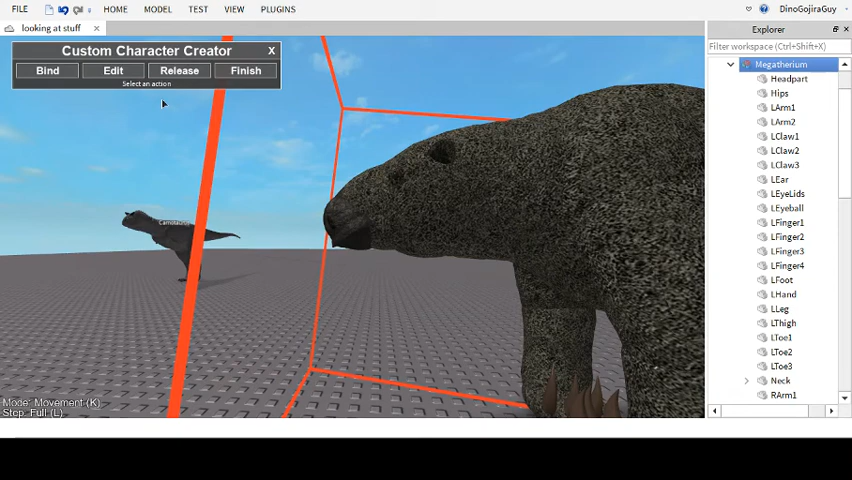 FILE HOME MODEL TEST VIEW PLUGINS DinoGojiraGuy
looking at stuff ×
Explorer
Filter workspace (Ctrl+Shift+X)
Custom Character Creator X
Bind Edit Release Finish
Select an action
Megatherium
Headpart
Hips
LArm1
LArm2
LClaw1
LClaw2
LClaw3
LEar
LEyeLids
LEyeball
LFinger1
LFinger2
LFinger3
LFinger4
LFoot
LHand
LLeg
LThigh
LToe1
LToe2
LToe3
Neck
RArm1
Mode: Movement (K)
Step: Full (L)